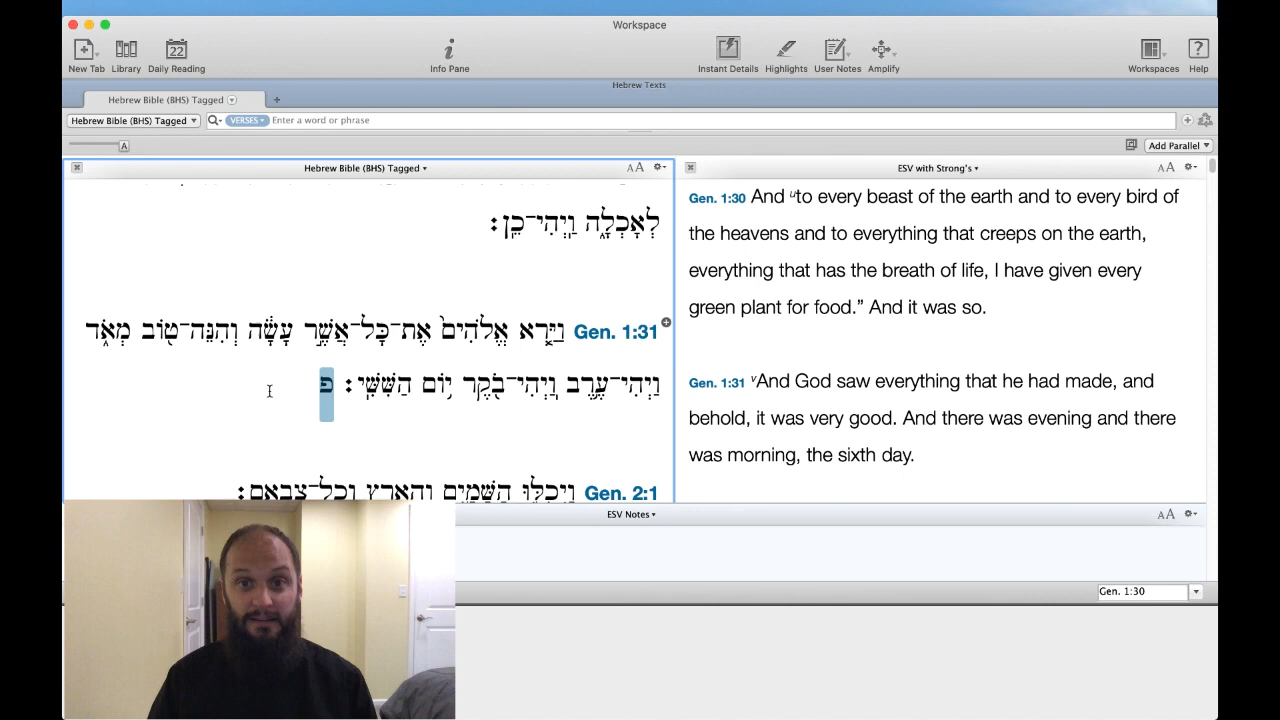 Workspace
New Tab
Library
22
Daily Reading
i
Info Pane
Instant Details
Highlights
User Notes
Amplify
Workspaces
?
Help
Hebrew Texts
Hebrew Bible (BHS) Tagged
+
Hebrew Bible (BHS) Tagged
VERSES
Enter a word or phrase
A
Add Parallel
Hebrew Bible (BHS) Tagged
AA
לְאָכְלָ֑ה וַֽיְהִי־כֵֽן׃
Gen. 1:31 וַיַּ֤רְא אֱלֹהִים֙ אֶת־כָּל־אֲשֶׁ֣ר עָשָׂ֔ה וְהִנֵּה־ט֖וֹב מְאֹ֑ד
וַֽיְהִי־עֶ֥רֶב וַֽיְהִי־בֹ֖קֶר י֥וֹם הַשִּׁשִּֽׁי׃ פ
Gen. 2:1 וַיְכֻלּ֛וּ הַשָּׁמַ֥יִם וְהָאָ֖רֶץ וְכָל־צְבָאָֽם׃
ESV with Strong's
AA
Gen. 1:30 And ᵘto every beast of the earth and to every bird of
the heavens and to everything that creeps on the earth,
everything that has the breath of life, I have given every
green plant for food.” And it was so.
Gen. 1:31 ᵛAnd God saw everything that he had made, and
behold, it was very good. And there was evening and there
was morning, the sixth day.
ESV Notes
AA
Gen. 1:30